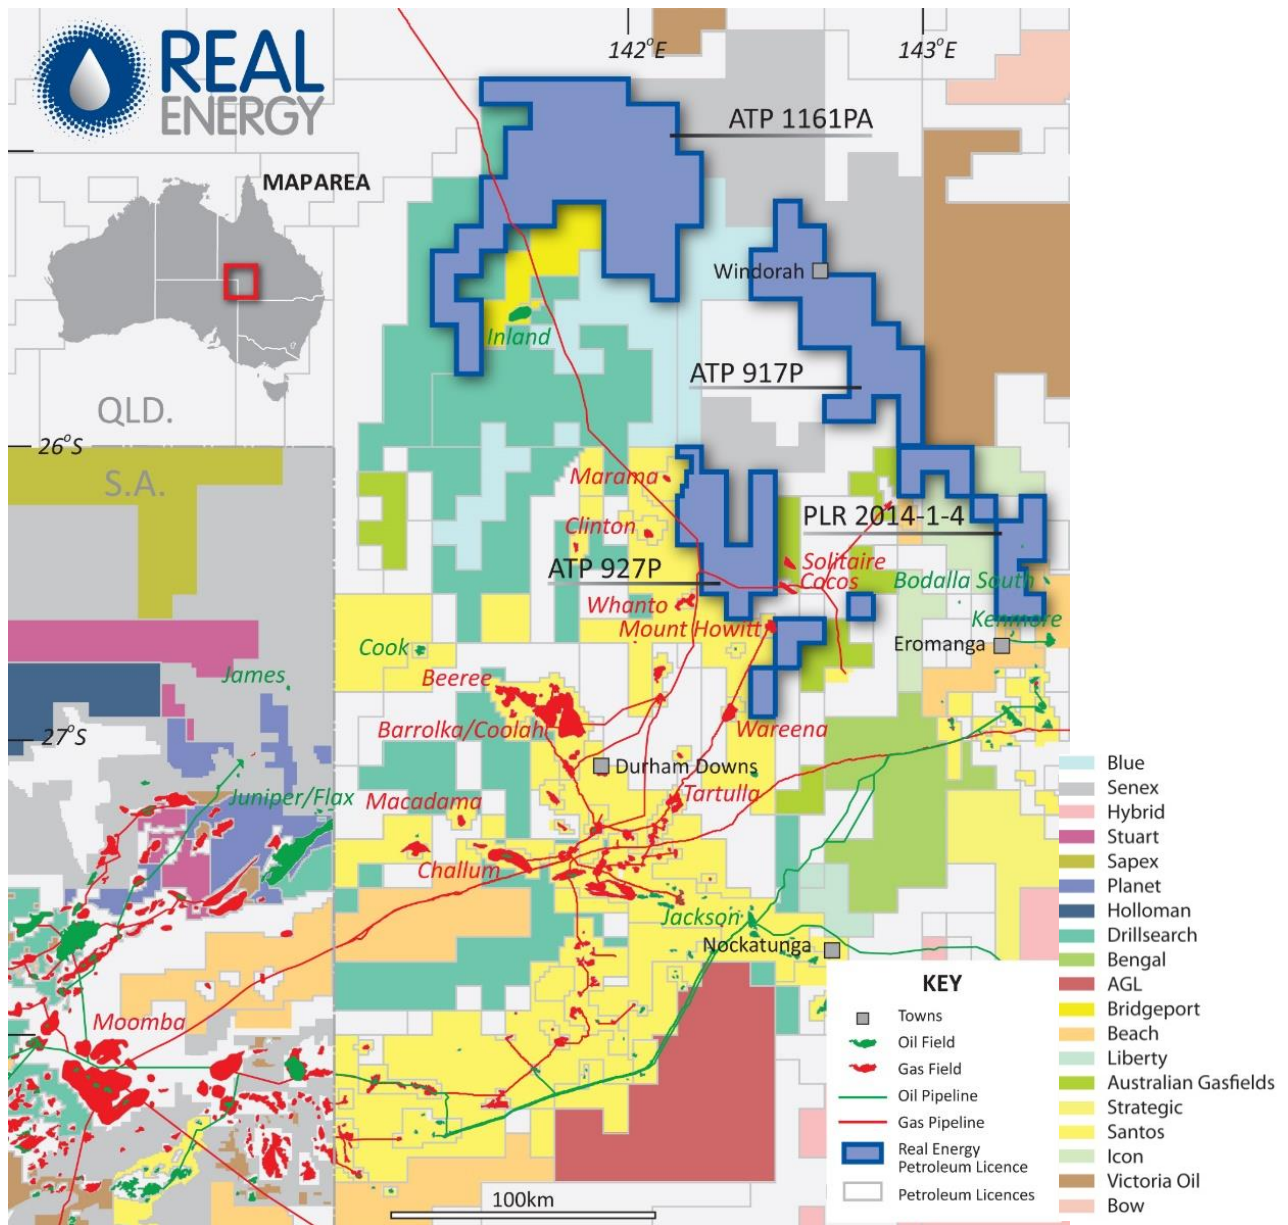 REAL
ENERGY
142°E
143°E
ATP 1161PA
MAPAREA
Windorah
Inland
ATP 917P
QLD.
26°S
S.A.
Marama
Clinton
PLR 2014-1-4
ATP 927P
Solitaire
Cocos
Bodalla South
Whanto
Mount Howitt
Kenmore
Cook
Eromanga
James
Beeree
Barrolka/Coolah
Wareena
27°S
Durham Downs
Juniper/Flax
Macadama
Tartulla
Challum
Jackson
Nockatunga
Moomba
KEY
Towns
Oil Field
Gas Field
Oil Pipeline
Gas Pipeline
Real Energy
Petroleum Licence
Petroleum Licences
100km
Blue
Senex
Hybrid
Stuart
Sapex
Planet
Holloman
Drillsearch
Bengal
AGL
Bridgeport
Beach
Liberty
Australian Gasfields
Strategic
Santos
Icon
Victoria Oil
Bow